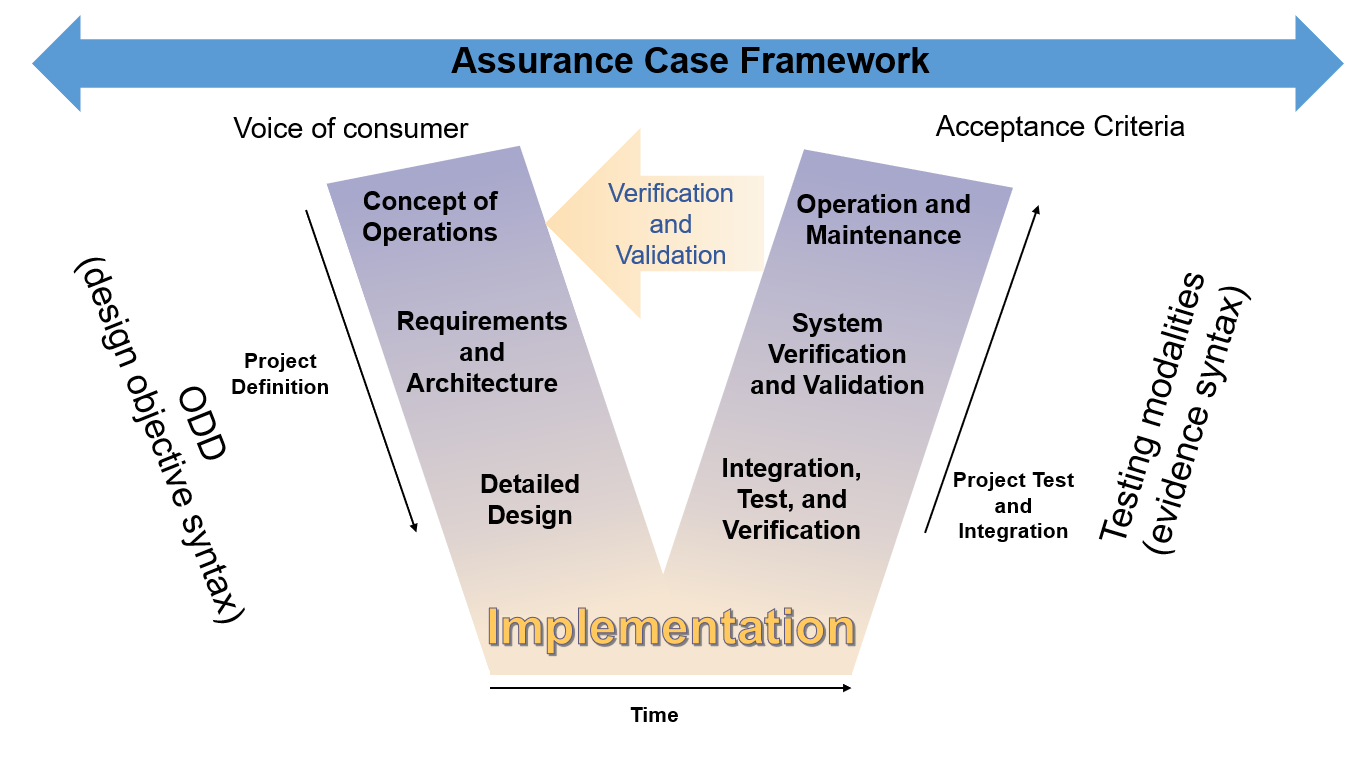 Assurance Case Framework
Voice of consumer
Acceptance Criteria
Concept of
Operations
Verification
and
Validation
Operation and
Maintenance
Requirements
and
Architecture
System
Verification
and Validation
Project
Definition
ODD
(design objective syntax)
Detailed
Design
Integration,
Test, and
Verification
Project Test
and
Integration
Testing modalities
(evidence syntax)
Implementation
Time